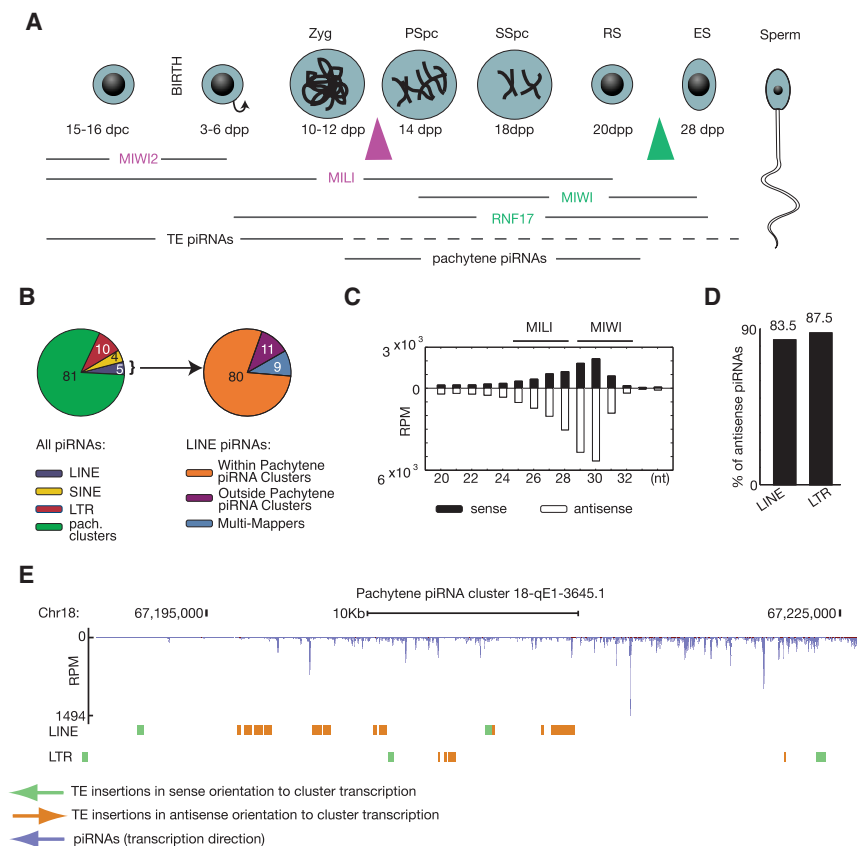 A
Zyg PSpc SSpc RS ES Sperm
BIRTH
15-16 dpc 3-6 dpp 10-12 dpp 14 dpp 18dpp 20dpp 28 dpp
MIWI2
MILI
MIWI
RNF17
TE piRNAs
pachytene piRNAs
B
10
4
5
81
}
11
9
80
All piRNAs:
LINE
SINE
LTR
pach.
clusters
LINE piRNAs:
Within Pachytene
piRNA Clusters
Outside Pachytene
piRNA Clusters
Multi-Mappers
C
MILI MIWI
3 x10³
0
6 x10³
RPM
20 22 24 26 28 30 32 (nt)
sense antisense
D
% of antisense piRNAs
90
0
83.5 87.5
LINE LTR
E
Pachytene piRNA cluster 18-qE1-3645.1
Chr18: 67,195,000 10Kb 67,225,000
0
RPM
1494
LINE
LTR
TE insertions in sense orientation to cluster transcription
TE insertions in antisense orientation to cluster transcription
piRNAs (transcription direction)